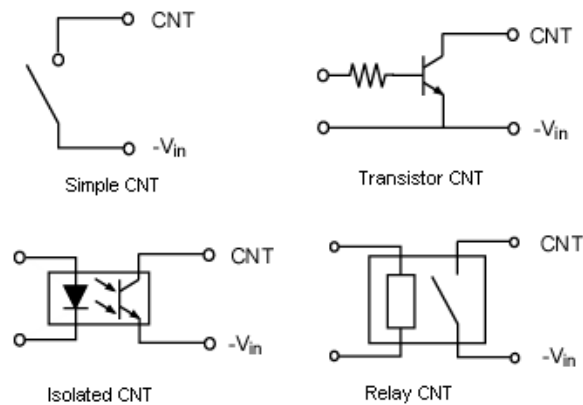 CNT
-Vin
Simple CNT
CNT
-Vin
Transistor CNT
CNT
-Vin
Isolated CNT
CNT
-Vin
Relay CNT